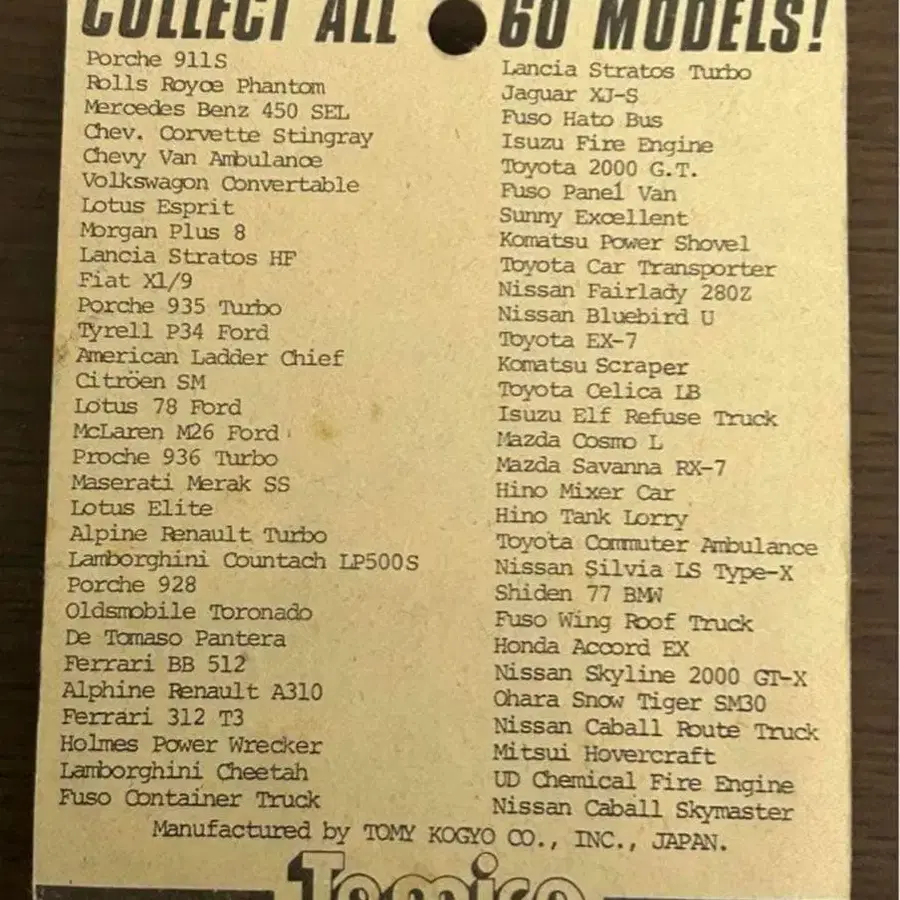 COLLECT ALL 60 MODELS!
Porche 911S
Rolls Royce Phantom
Mercedes Benz 450 SEL
Chev. Corvette Stingray
Chevy Van Ambulance
Volkswagon Convertable
Lotus Esprit
Morgan Plus 8
Lancia Stratos HF
Fiat X1/9
Porche 935 Turbo
Tyrell P34 Ford
American Ladder Chief
Citröen SM
Lotus 78 Ford
McLaren M26 Ford
Proche 936 Turbo
Maserati Merak SS
Lotus Elite
Alpine Renault Turbo
Lamborghini Countach LP500S
Porche 928
Oldsmobile Toronado
De Tomaso Pantera
Ferrari BB 512
Alphine Renault A310
Ferrari 312 T3
Holmes Power Wrecker
Lamborghini Cheetah
Fuso Container Truck
Lancia Stratos Turbo
Jaguar XJ-S
Fuso Hato Bus
Isuzu Fire Engine
Toyota 2000 G.T.
Fuso Panel Van
Sunny Excellent
Komatsu Power Shovel
Toyota Car Transporter
Nissan Fairlady 280Z
Nissan Bluebird U
Toyota EX-7
Komatsu Scraper
Toyota Celica LB
Isuzu Elf Refuse Truck
Mazda Cosmo L
Mazda Savanna RX-7
Hino Mixer Car
Hino Tank Lorry
Toyota Commuter Ambulance
Nissan Silvia LS Type-X
Shiden 77 BMW
Fuso Wing Roof Truck
Honda Accord EX
Nissan Skyline 2000 GT-X
Ohara Snow Tiger SM30
Nissan Caball Route Truck
Mitsui Hovercraft
UD Chemical Fire Engine
Nissan Caball Skymaster
Manufactured by TOMY KOGYO CO., INC., JAPAN.
Tomica